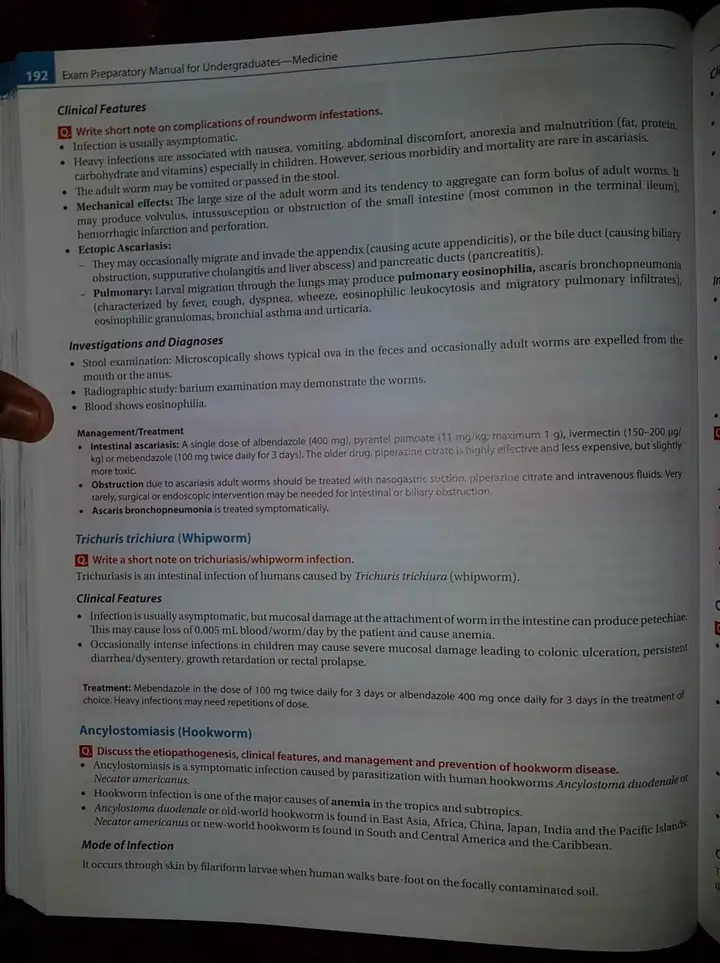 192 Exam Preparatory Manual for Undergraduates—Medicine
Clinical Features
Q. Write short note on complications of roundworm infestations.
• Infection is usually asymptomatic.
• Heavy infections are associated with nausea, vomiting, abdominal discomfort, anorexia and malnutrition (fat, protein,
carbohydrate and vitamins) especially in children. However, serious morbidity and mortality are rare in ascariasis.
• The adult worm may be vomited or passed in the stool.
• Mechanical effects: The large size of the adult worm and its tendency to aggregate can form bolus of adult worms. It
may produce volvulus, intussusception or obstruction of the small intestine (most common in the terminal ileum),
hemorrhagic infarction and perforation.
• Ectopic Ascariasis:
– They may occasionally migrate and invade the appendix (causing acute appendicitis), or the bile duct (causing biliary
obstruction, suppurative cholangitis and liver abscess) and pancreatic ducts (pancreatitis).
– Pulmonary: Larval migration through the lungs may produce pulmonary eosinophilia, ascaris bronchopneumonia
(characterized by fever, cough, dyspnea, wheeze, eosinophilic leukocytosis and migratory pulmonary infiltrates),
eosinophilic granulomas, bronchial asthma and urticaria.
Investigations and Diagnoses
• Stool examination: Microscopically shows typical ova in the feces and occasionally adult worms are expelled from the
mouth or the anus.
• Radiographic study: barium examination may demonstrate the worms.
• Blood shows eosinophilia.
Management/Treatment
• Intestinal ascariasis: A single dose of albendazole (400 mg), pyrantel pamoate (11 mg/kg; maximum 1 g), ivermectin (150–200 µg/
kg) or mebendazole (100 mg twice daily for 3 days). The older drug, piperazine citrate is highly effective and less expensive, but slightly
more toxic.
• Obstruction due to ascariasis adult worms should be treated with nasogastric suction, piperazine citrate and intravenous fluids. Very
rarely, surgical or endoscopic intervention may be needed for intestinal or biliary obstruction.
• Ascaris bronchopneumonia is treated symptomatically.
Trichuris trichiura (Whipworm)
Q. Write a short note on trichuriasis/whipworm infection.
Trichuriasis is an intestinal infection of humans caused by Trichuris trichiura (whipworm).
Clinical Features
• Infection is usually asymptomatic, but mucosal damage at the attachment of worm in the intestine can produce petechiae.
This may cause loss of 0.005 mL blood/worm/day by the patient and cause anemia.
• Occasionally intense infections in children may cause severe mucosal damage leading to colonic ulceration, persistent
diarrhea/dysentery, growth retardation or rectal prolapse.
Treatment: Mebendazole in the dose of 100 mg twice daily for 3 days or albendazole 400 mg once daily for 3 days in the treatment of
choice. Heavy infections may need repetitions of dose.
Ancylostomiasis (Hookworm)
Q. Discuss the etiopathogenesis, clinical features, and management and prevention of hookworm disease.
• Ancylostomiasis is a symptomatic infection caused by parasitization with human hookworms Ancylostoma duodenale or
Necator americanus.
• Hookworm infection is one of the major causes of anemia in the tropics and subtropics.
• Ancylostoma duodenale or old-world hookworm is found in East Asia, Africa, China, Japan, India and the Pacific Islands.
Necator americanus or new-world hookworm is found in South and Central America and the Caribbean.
Mode of Infection
It occurs through skin by filariform larvae when human walks bare-foot on the focally contaminated soil.